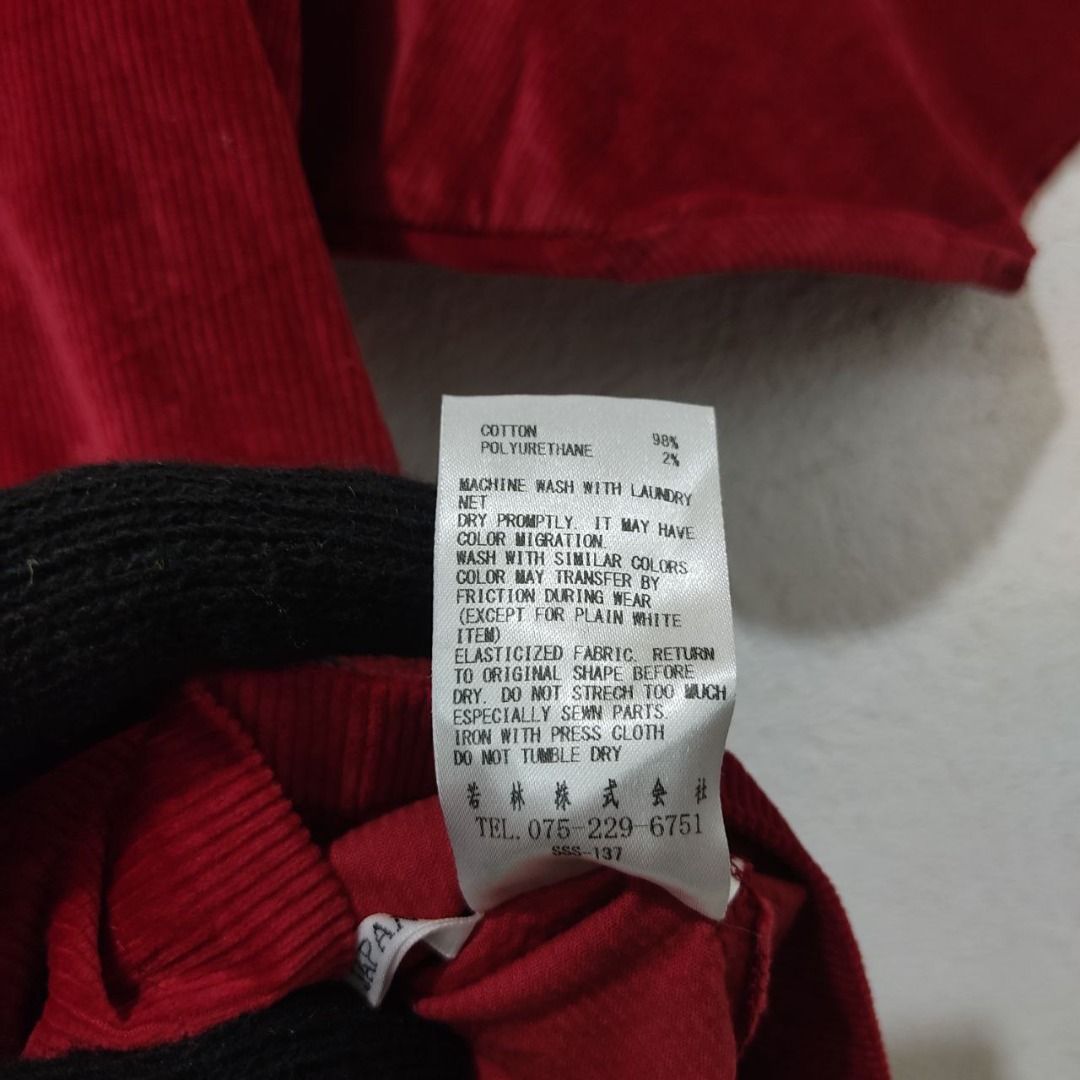 COTTON 98%
POLYURETHANE 2%
MACHINE WASH WITH LAUNDRY
NET
DRY PROMPTLY. IT MAY HAVE
COLOR MIGRATION.
WASH WITH SIMILAR COLORS
COLOR MAY TRANSFER BY
FRICTION DURING WEAR
(EXCEPT FOR PLAIN WHITE
ITEM)
ELASTICIZED FABRIC. RETURN
TO ORIGINAL SHAPE BEFORE
DRY. DO NOT STRECH TOO MUCH
ESPECIALLY SEWN PARTS.
IRON WITH PRESS CLOTH
DO NOT TUMBLE DRY
若林株式会社
TEL. 075-229-6751
SSS-137
JAPAN